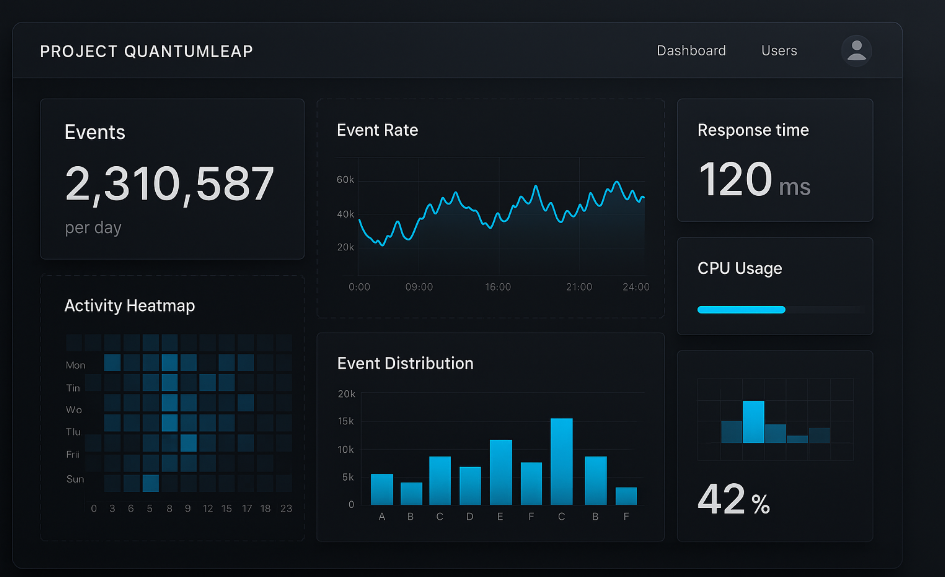 PROJECT QUANTUMLEAP
Dashboard
Users
Events
2,310,587
per day
Event Rate
60k
40k
20k
0:00 09:00 16:00 21:00 24:00
Response time
120 ms
CPU Usage
Activity Heatmap
Mon
Tin
Wo
Tlu
Frii
Sun
0 3 6 5 8 9 12 15 17 18 23
Event Distribution
20k
15k
10k
5k
0
A B C D E F C B F
42%